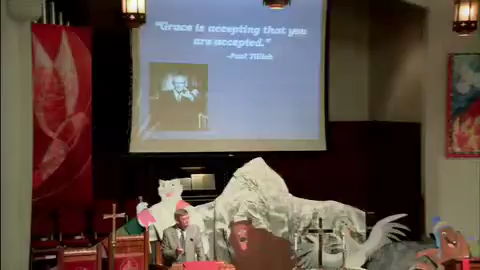 "Grace is accepting that you
are accepted."
-Paul Tillich